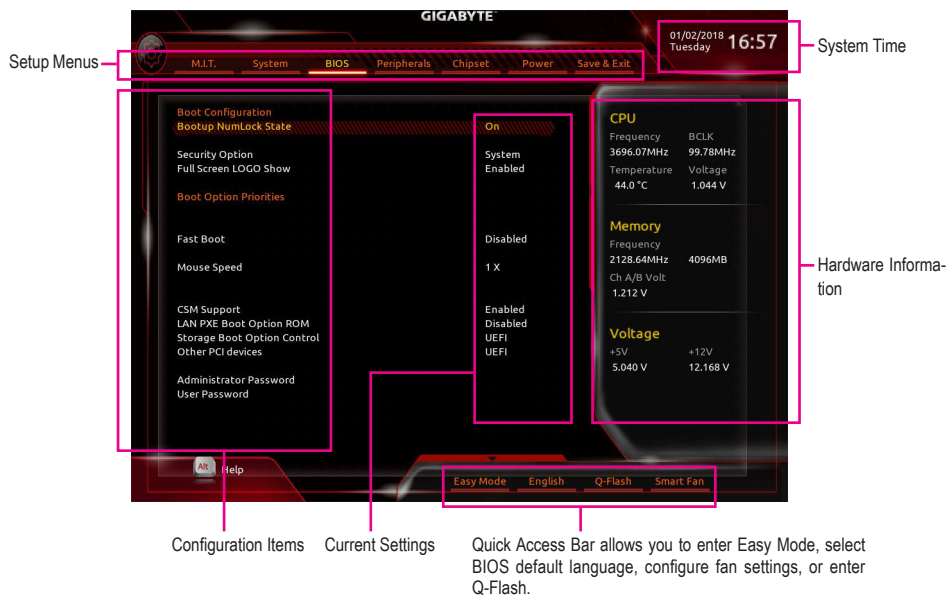 GIGABYTE™
01/02/2018
Tuesday
16:57
System Time
Setup Menus
M.I.T. System BIOS Peripherals Chipset Power Save & Exit
Boot Configuration
Bootup NumLock State On
Security Option System
Full Screen LOGO Show Enabled
Boot Option Priorities
Fast Boot Disabled
Mouse Speed 1 X
CSM Support Enabled
LAN PXE Boot Option ROM Disabled
Storage Boot Option Control UEFI
Other PCI devices UEFI
Administrator Password
User Password
CPU
Frequency BCLK
3696.07MHz 99.78MHz
Temperature Voltage
44.0 °C 1.044 V
Memory
Frequency
2128.64MHz 4096MB
Ch A/B Volt
1.212 V
Voltage
+5V +12V
5.040 V 12.168 V
Hardware Informa-
tion
Alt Help
Easy Mode English Q-Flash Smart Fan
Configuration Items
Current Settings
Quick Access Bar allows you to enter Easy Mode, select
BIOS default language, configure fan settings, or enter
Q-Flash.